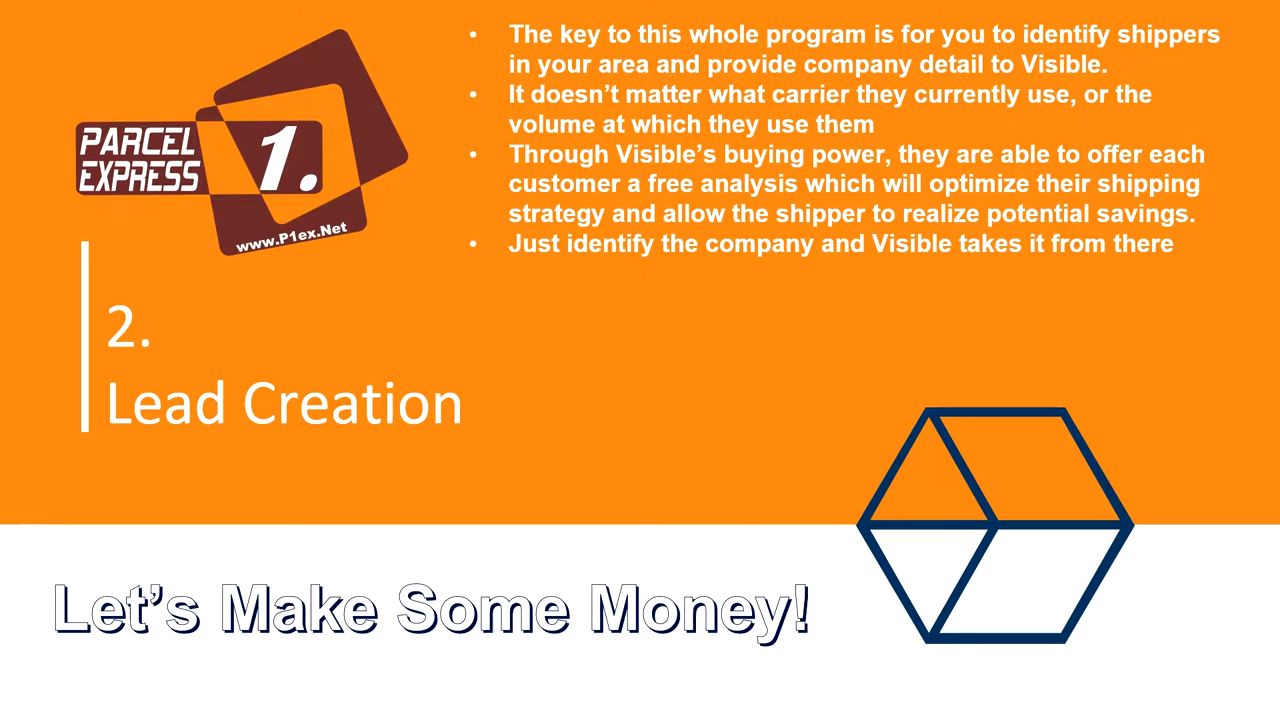 PARCEL
EXPRESS
1.
www.P1ex.Net
• The key to this whole program is for you to identify shippers
in your area and provide company detail to Visible.
• It doesn’t matter what carrier they currently use, or the
volume at which they use them
• Through Visible’s buying power, they are able to offer each
customer a free analysis which will optimize their shipping
strategy and allow the shipper to realize potential savings.
• Just identify the company and Visible takes it from there
2.
Lead Creation
Let’s Make Some Money!